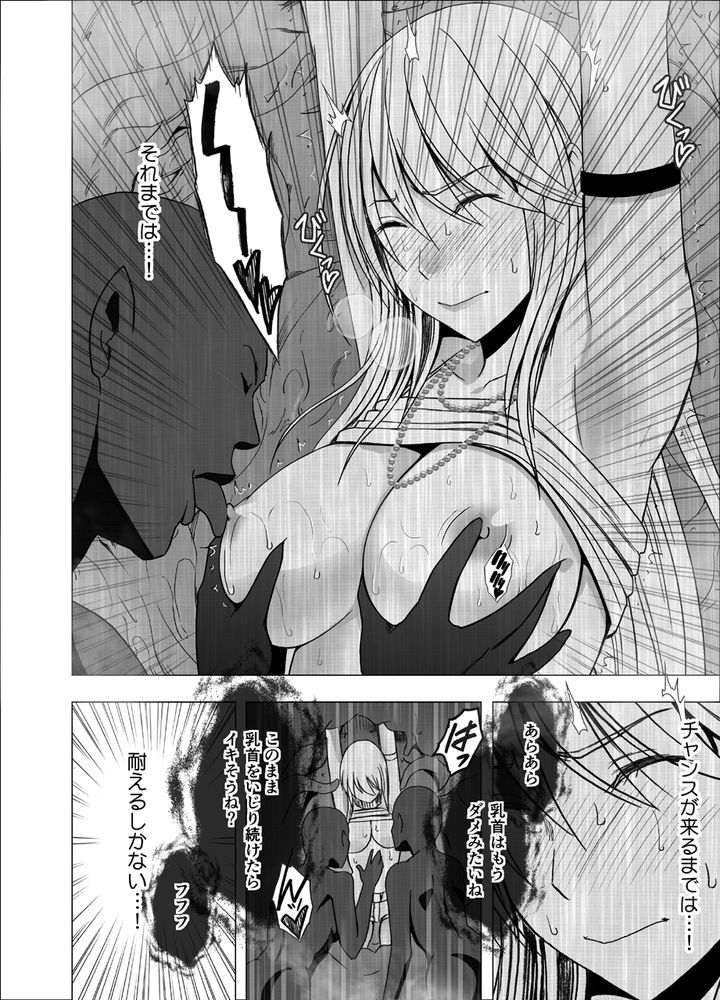 びくっ♡
びくっ♡
それまでは…！
チャンスが来るまでは…！
あらあら
乳首はもう
ダメみたいね
はっ
このまま
乳首をいじり続けたら
イキそうね？
耐えるしかない…！
フフフ